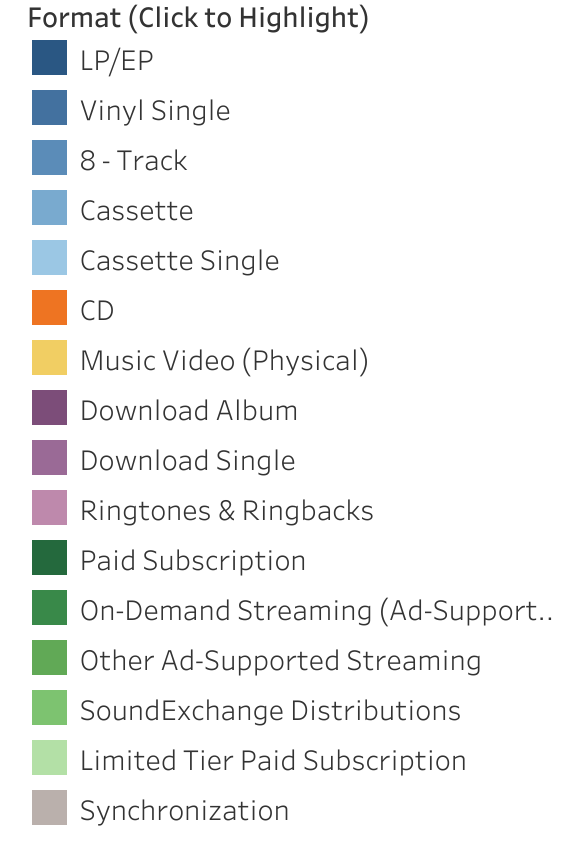 Format (Click to Highlight)
LP/EP
Vinyl Single
8 - Track
Cassette
Cassette Single
CD
Music Video (Physical)
Download Album
Download Single
Ringtones & Ringbacks
Paid Subscription
On-Demand Streaming (Ad-Support..
Other Ad-Supported Streaming
SoundExchange Distributions
Limited Tier Paid Subscription
Synchronization